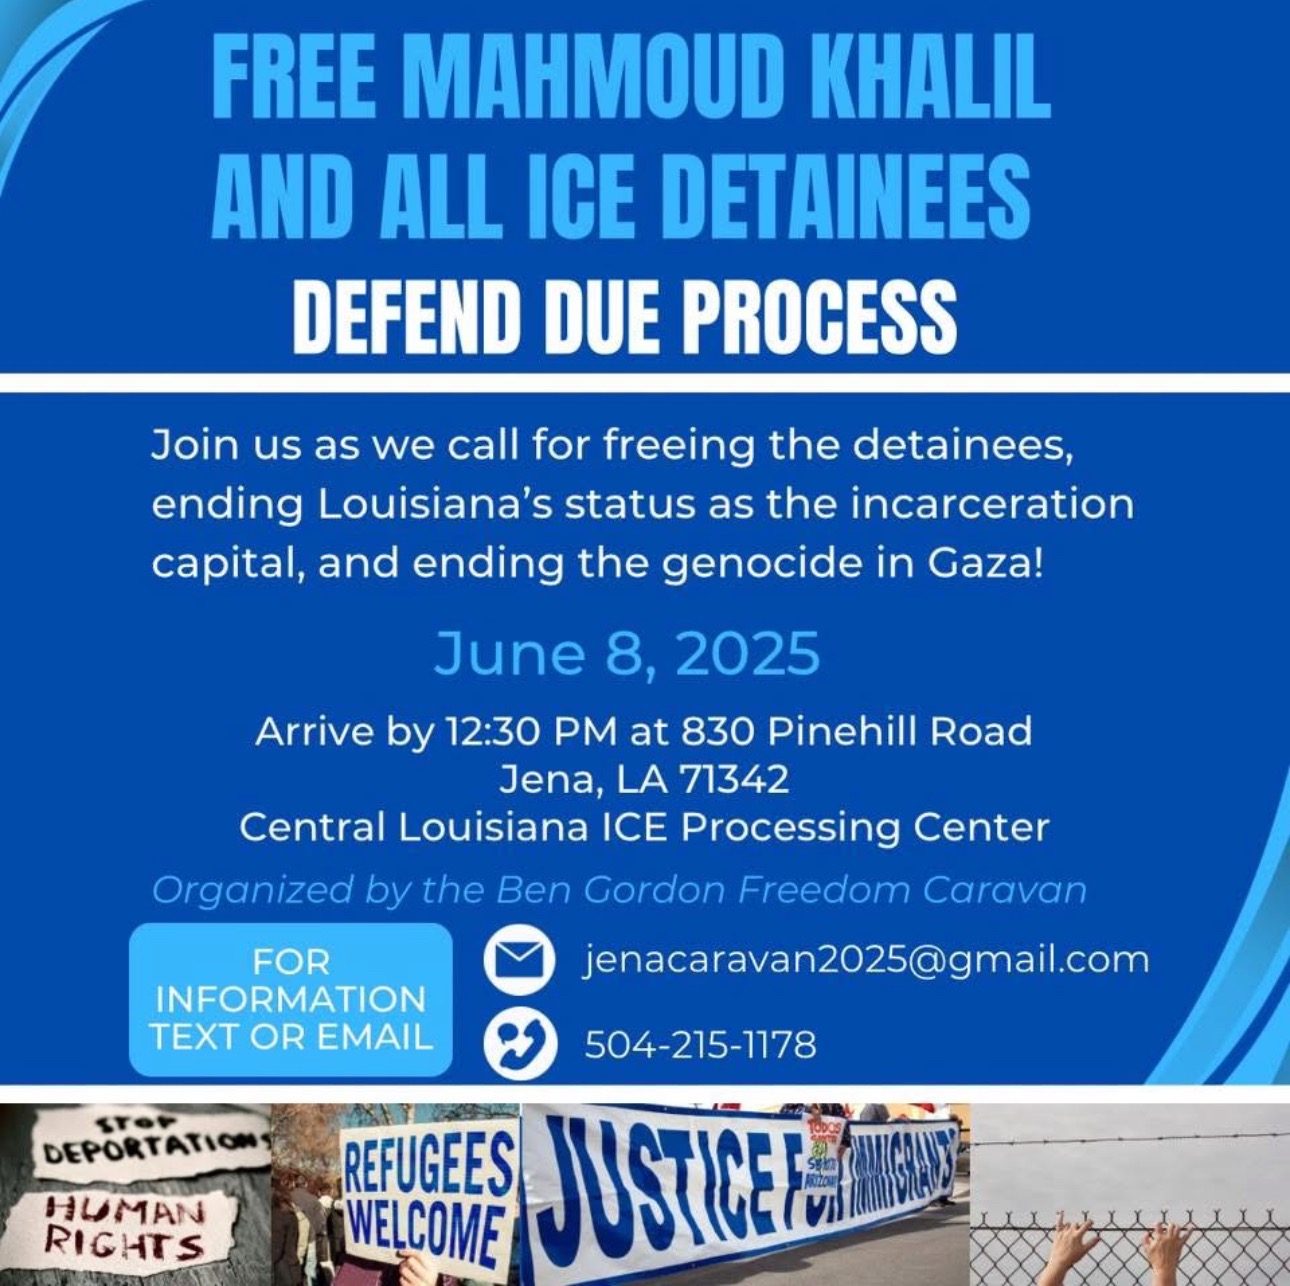 FREE MAHMOUD KHALIL
AND ALL ICE DETAINEES
DEFEND DUE PROCESS
Join us as we call for freeing the detainees,
ending Louisiana's status as the incarceration
capital, and ending the genocide in Gaza!
June 8, 2025
Arrive by 12:30 PM at 830 Pinehill Road
Jena, LA 71342
Central Louisiana ICE Processing Center
Organized by the Ben Gordon Freedom Caravan
FOR
INFORMATION
TEXT OR EMAIL
jenacaravan2025@gmail.com
504-215-1178
STOP
DEPORTATIONS
HUMAN
RIGHTS
REFUGEES
WELCOME
JUSTICE FOR IMMIGRANTS
TODOS